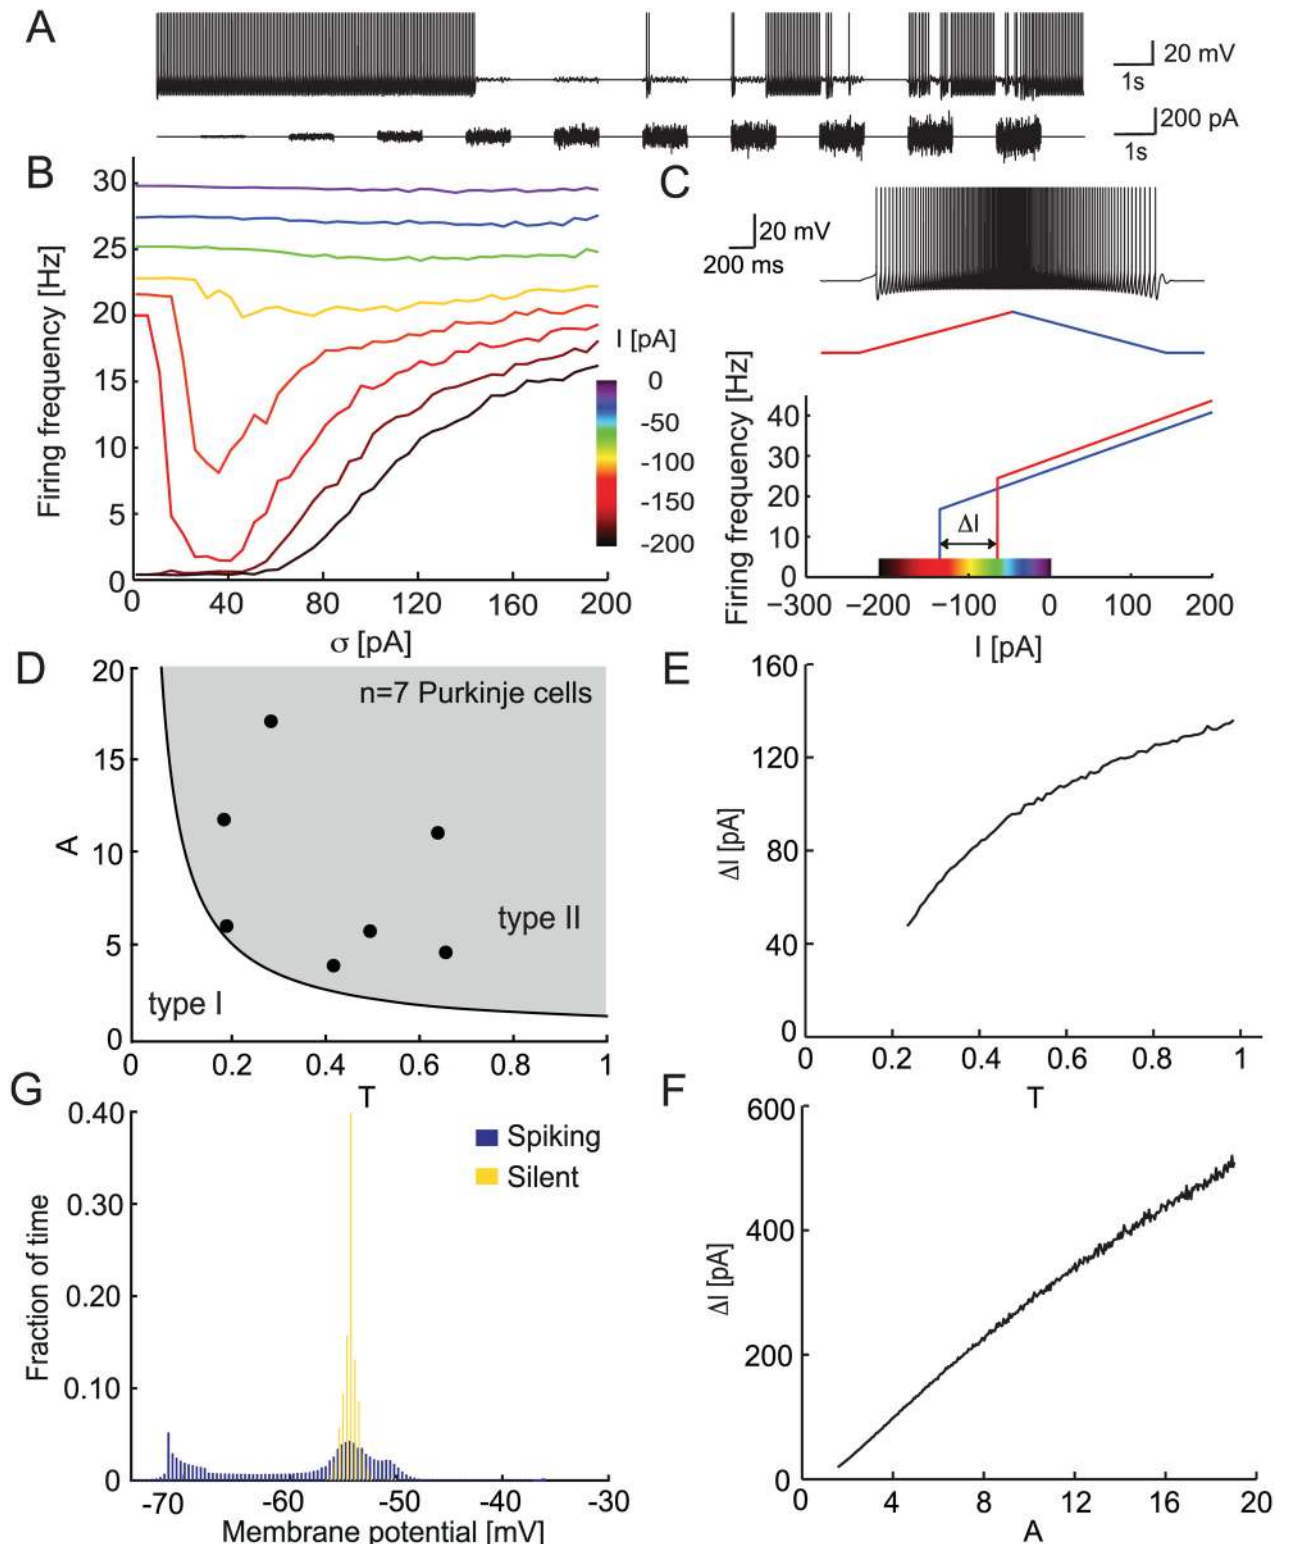 A
20 mV
1s
200 pA
1s
B
30
25
20
15
10
5
0
Firing frequency [Hz]
0 40 80 120 160 200
σ [pA]
I [pA]
0
-50
-100
-150
-200
C
20 mV
200 ms
Firing frequency [Hz]
40
30
20
10
0
ΔI
−300 −200 −100 0 100 200
I [pA]
D
20
15
10
5
0
A
n=7 Purkinje cells
type II
type I
0 0.2 0.4 0.6 0.8 1
T
E
160
120
80
40
0
ΔI [pA]
0 0.2 0.4 0.6 0.8 1
T
G
0.40
0.30
0.20
0.10
0
Fraction of time
Spiking
Silent
-70 -60 -50 -40 -30
Membrane potential [mV]
F
600
400
200
0
ΔI [pA]
0 4 8 12 16 20
A